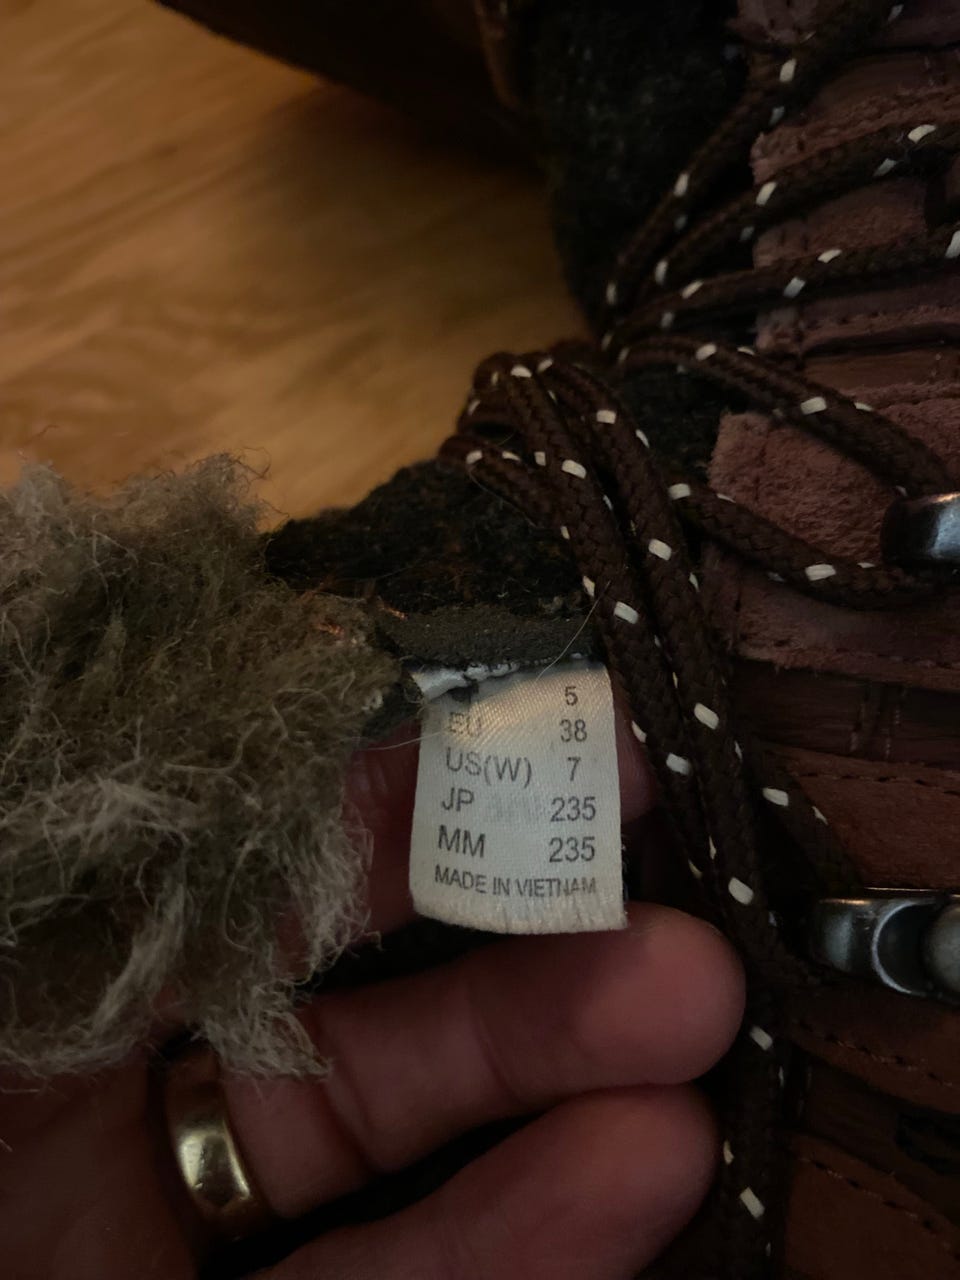 5
EU 38
US(W) 7
JP 235
MM 235
MADE IN VIETNAM